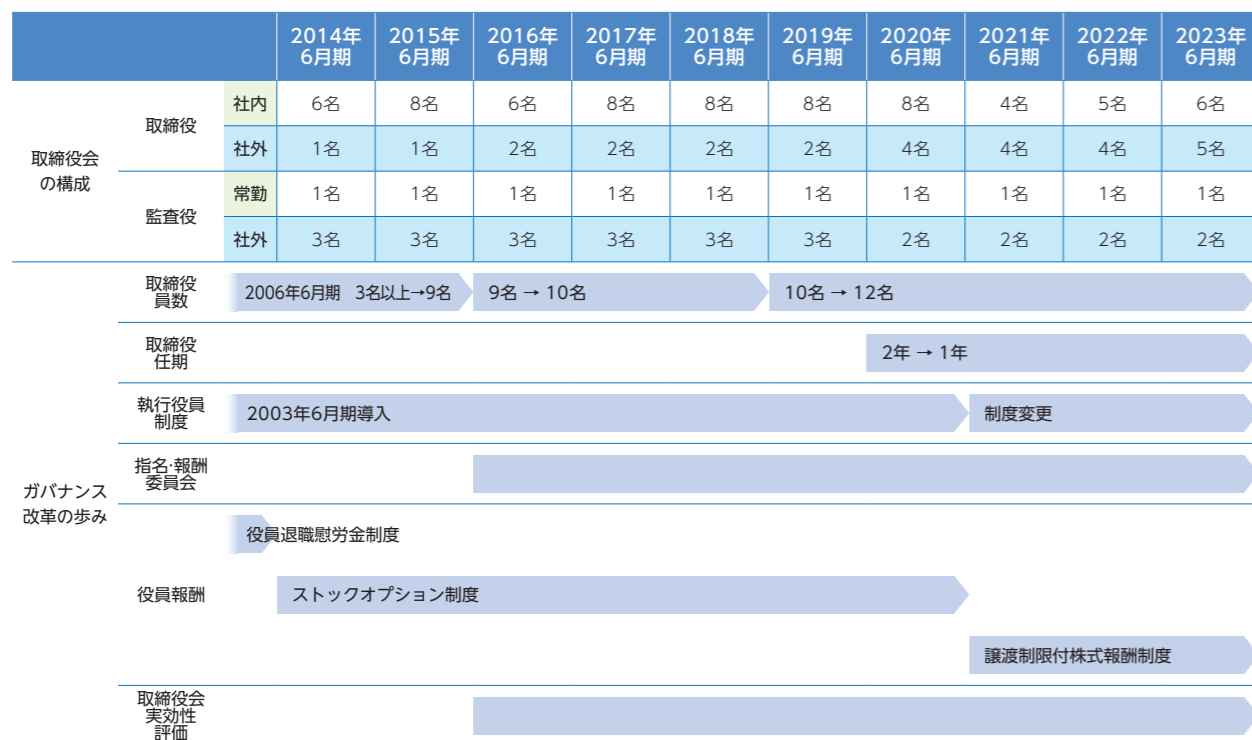 2014年 2015年 2016年 2017年 2018年 2019年 2020年 2021年 2022年 2023年
6月期 6月期 6月期 6月期 6月期 6月期 6月期 6月期 6月期 6月期
取締役会
の構成
取締役
社内 6名 8名 6名 8名 8名 8名 8名 4名 5名 6名
社外 1名 1名 2名 2名 2名 2名 4名 4名 4名 5名
監査役
常勤 1名 1名 1名 1名 1名 1名 1名 1名 1名 1名
社外 3名 3名 3名 3名 3名 3名 2名 2名 2名 2名
ガバナンス
改革の歩み
取締役
員数
2006年6月期 3名以上→9名 9名 → 10名 10名 → 12名
取締役
任期
2年 → 1年
執行役員
制度
2003年6月期導入 制度変更
指名・報酬
委員会
役員報酬
役員退職慰労金制度
ストックオプション制度
譲渡制限付株式報酬制度
取締役会
実効性
評価